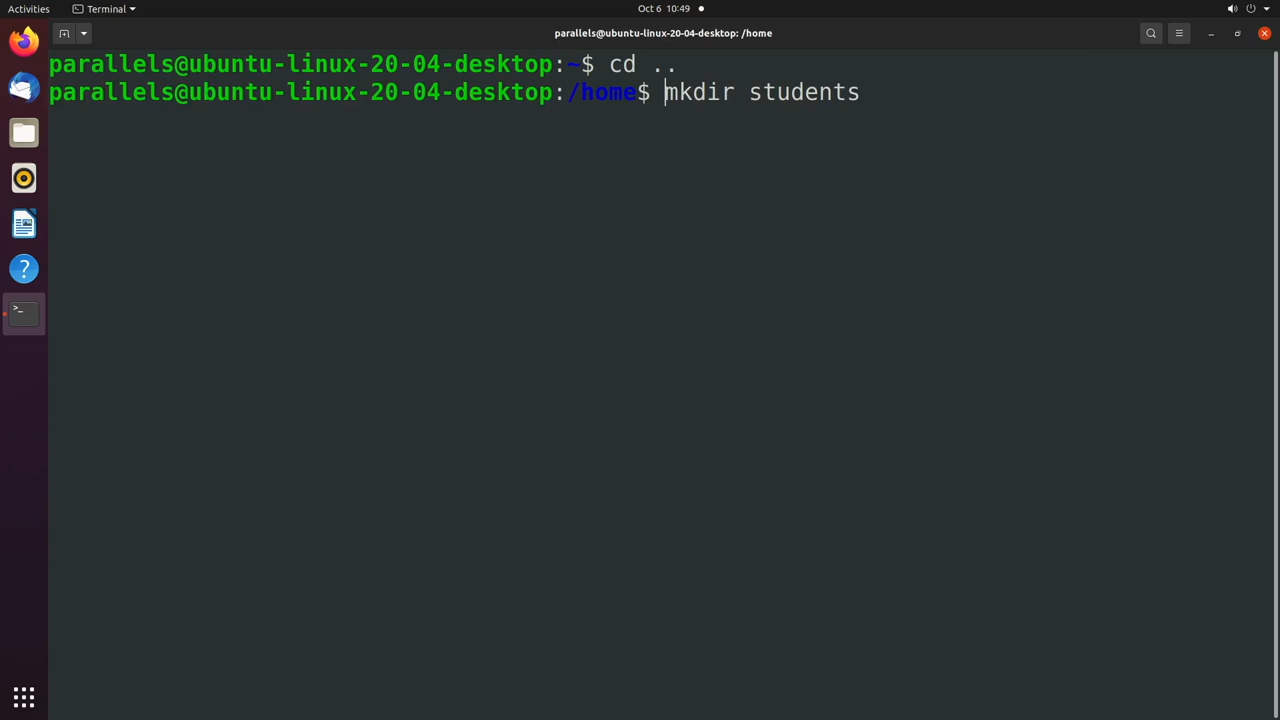 Activities
Terminal
Oct 6 10:49
parallels@ubuntu-linux-20-04-desktop: /home
parallels@ubuntu-linux-20-04-desktop:~$ cd ..
parallels@ubuntu-linux-20-04-desktop:/home$ mkdir students
?
>_